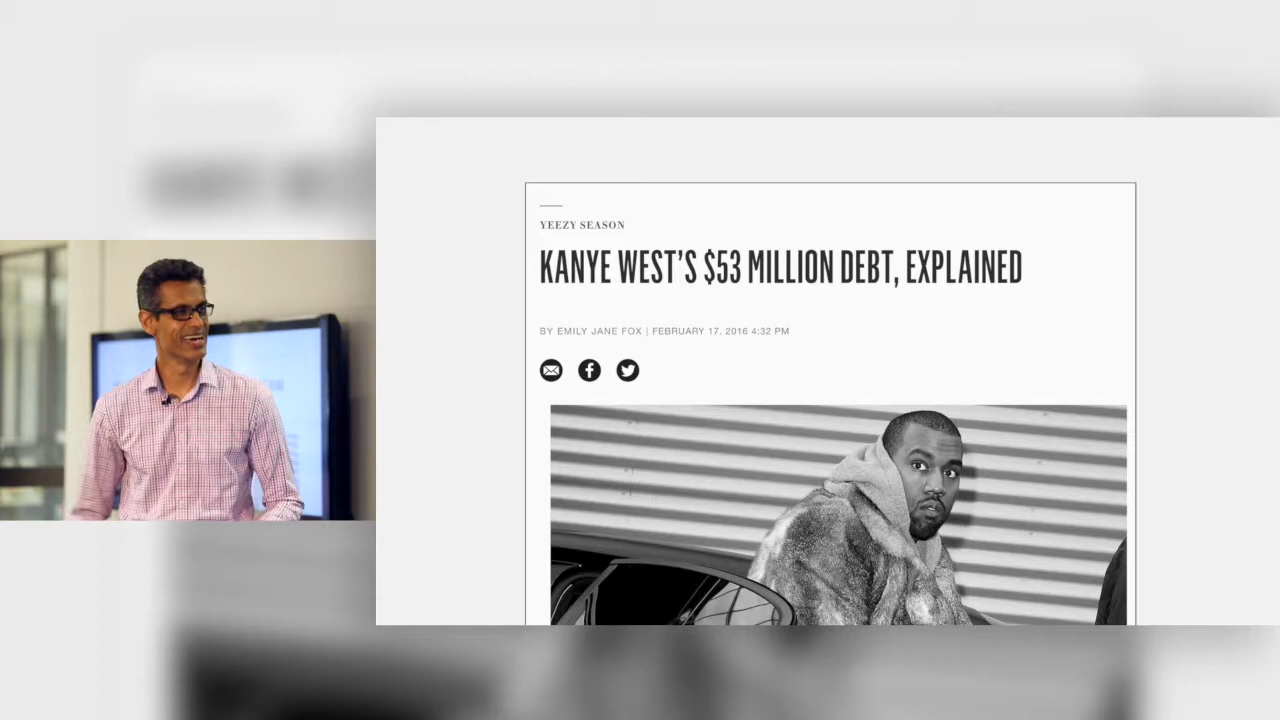 YEEZY SEASON
KANYE WEST'S $53 MILLION DEBT, EXPLAINED
BY EMILY JANE FOX | FEBRUARY 17, 2016 4:32 PM